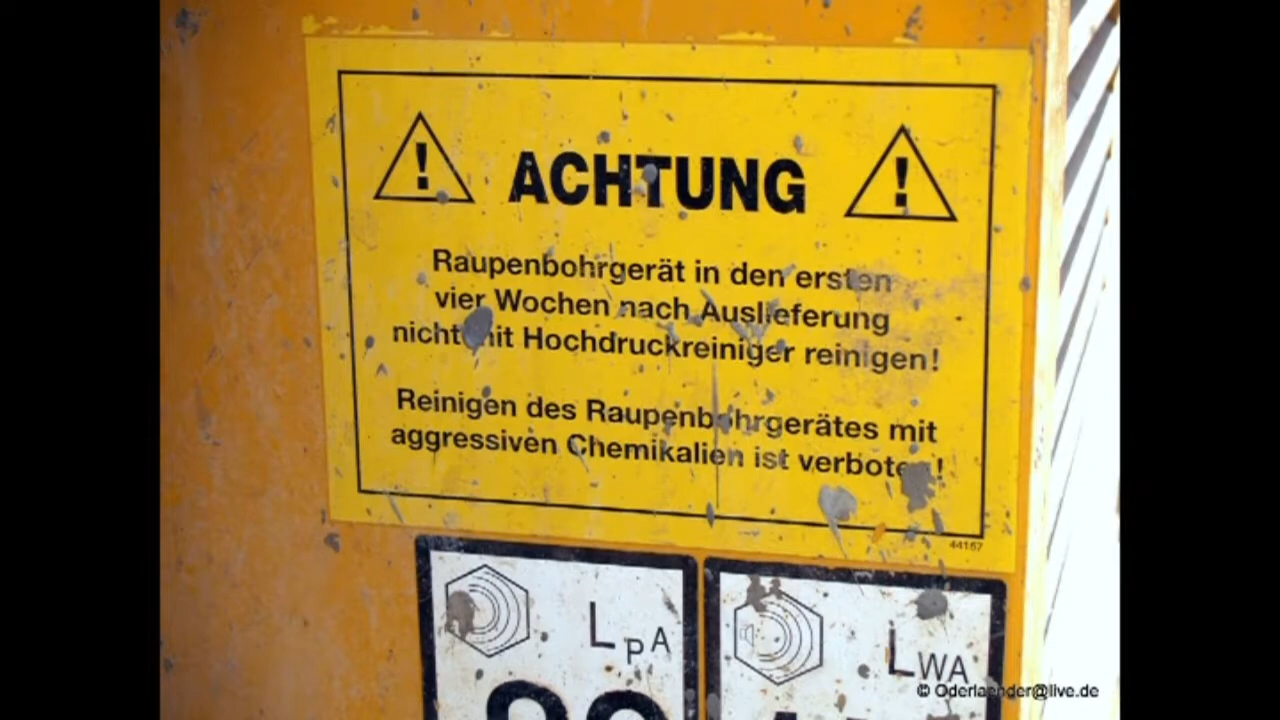 ! ACHTUNG !
Raupenbohrgerät in den ersten
vier Wochen nach Auslieferung
nicht mit Hochdruckreiniger reinigen!
Reinigen des Raupenbohrgerätes mit
aggressiven Chemikalien ist verboten!
44157
LpA
LWA
© Oderlaender@live.de